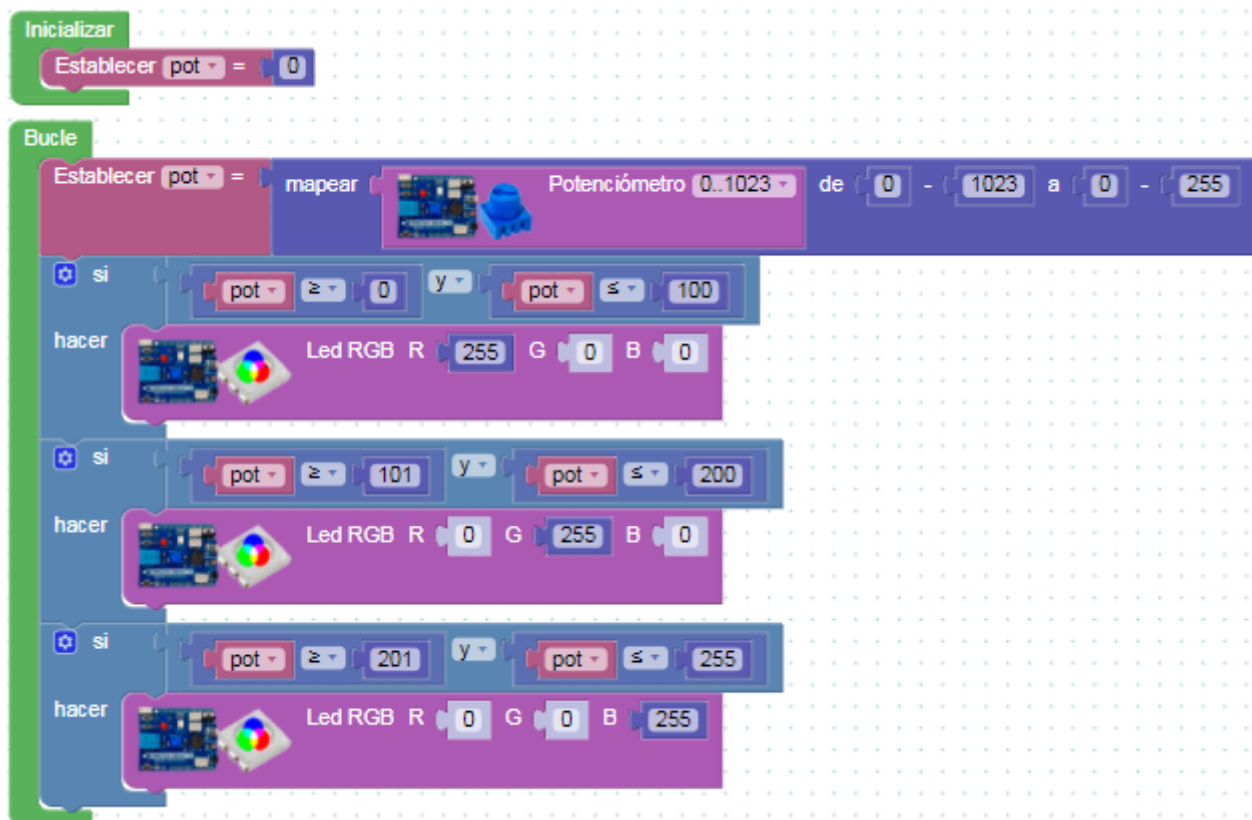 Inicializar
Establecer pot = 0
Bucle
Establecer pot = mapear Potenciómetro 0..1023 de 0 - 1023 a 0 - 255
si pot ≥ 0 y pot ≤ 100
hacer Led RGB R 255 G 0 B 0
si pot ≥ 101 y pot ≤ 200
hacer Led RGB R 0 G 255 B 0
si pot ≥ 201 y pot ≤ 255
hacer Led RGB R 0 G 0 B 255